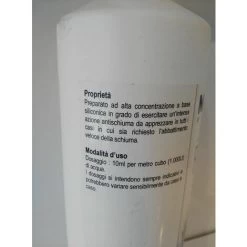 Proprietà
Preparato ad alta concentrazione a base
siliconica in grado di esercitare un'intensa
azione antischiuma da apprezzare in tutti i
casi in cui sia richiesto l'abbattimento
veloce della schiuma.
Modalità d'uso
Dosaggio : 10ml per metro cubo (1.000Lt)
di acqua.
I dosaggi si intendono sempre indicativi e
potrebbero variare sensibilmente da caso a
caso.